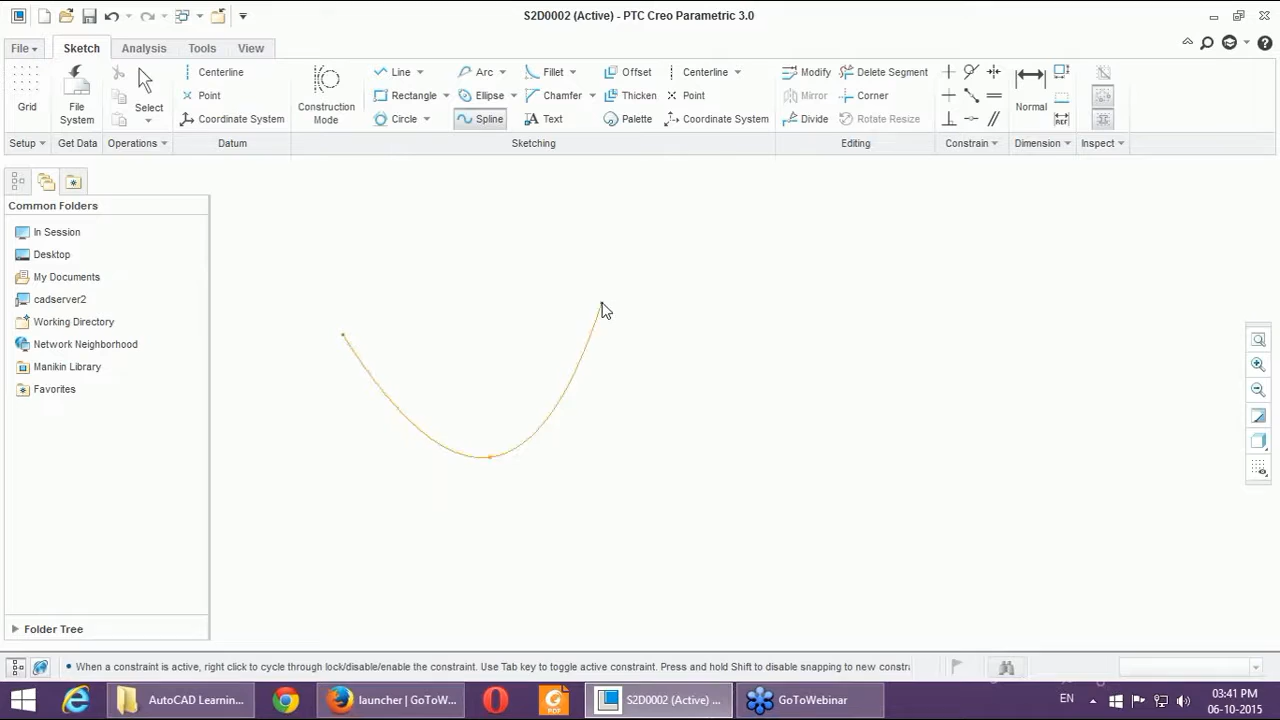 S2D0002 (Active) - PTC Creo Parametric 3.0
File Sketch Analysis Tools View
Grid
File System
Select
Centerline
Point
Coordinate System
Construction Mode
Line Arc Fillet Offset Centerline
Rectangle Ellipse Chamfer Thicken Point
Circle Spline Text Palette Coordinate System
Modify Delete Segment
Mirror Corner
Divide Rotate Resize
Normal
REF
Setup Get Data Operations Datum Sketching Editing Constrain Dimension Inspect
Common Folders
In Session
Desktop
My Documents
cadserver2
Working Directory
Network Neighborhood
Manikin Library
Favorites
Folder Tree
When a constraint is active, right click to cycle through lock/disable/enable the constraint. Use Tab key to toggle active constraint. Press and hold Shift to disable snapping to new constr
AutoCAD Learnin... launcher | GoToW... PDF S2D0002 (Active) ... GoToWebinar EN 03:41 PM
06-10-2015